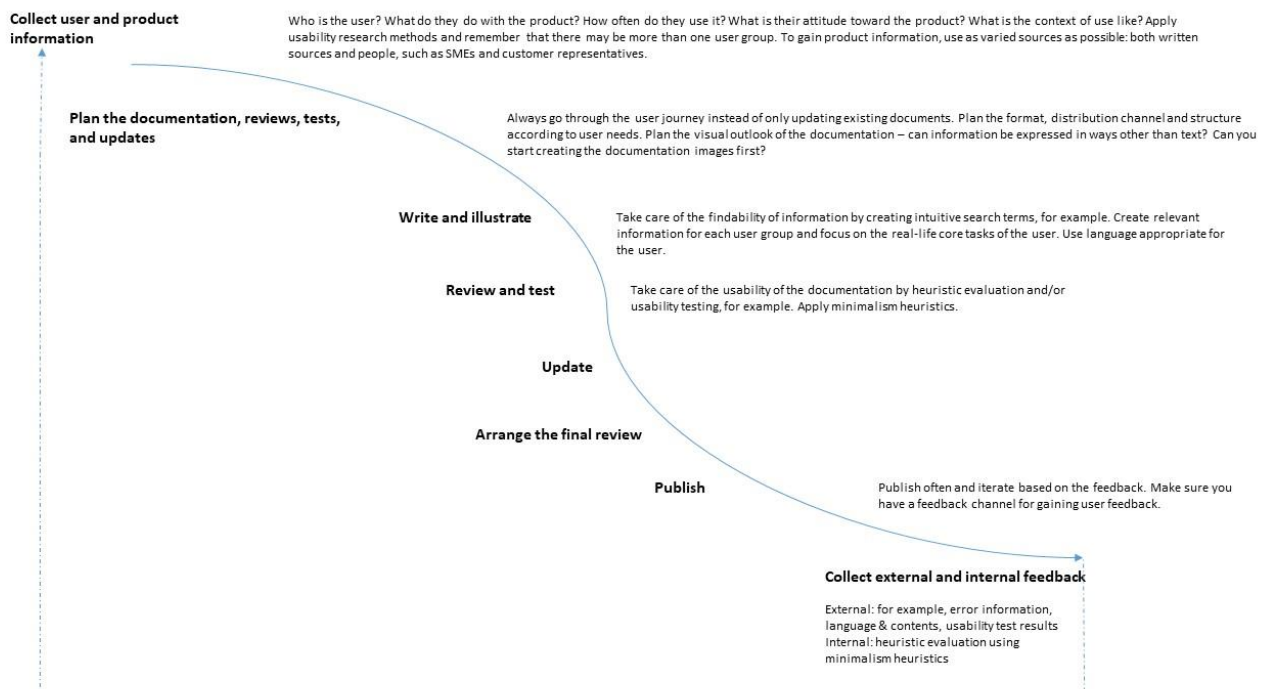 Collect user and product
information
Who is the user? What do they do with the product? How often do they use it? What is their attitude toward the product? What is the context of use like? Apply
usability research methods and remember that there may be more than one user group. To gain product information, use as varied sources as possible: both written
sources and people, such as SMEs and customer representatives.
Plan the documentation, reviews, tests,
and updates
Always go through the user journey instead of only updating existing documents. Plan the format, distribution channel and structure
according to user needs. Plan the visual outlook of the documentation – can information be expressed in ways other than text? Can you
start creating the documentation images first?
Write and illustrate
Take care of the findability of information by creating intuitive search terms, for example. Create relevant
information for each user group and focus on the real-life core tasks of the user. Use language appropriate for
the user.
Review and test
Take care of the usability of the documentation by heuristic evaluation and/or
usability testing, for example. Apply minimalism heuristics.
Update
Arrange the final review
Publish
Publish often and iterate based on the feedback. Make sure you
have a feedback channel for gaining user feedback.
Collect external and internal feedback
External: for example, error information,
language & contents, usability test results
Internal: heuristic evaluation using
minimalism heuristics